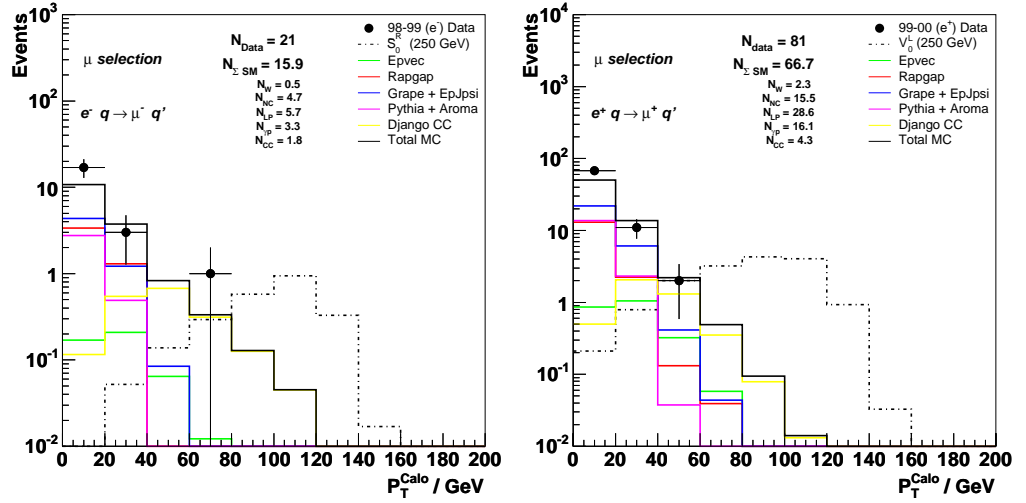 Events
10³
10²
10
1
10⁻¹
10⁻²
μ selection
e⁻ q → μ⁻ q'
N_Data = 21
N_Σ SM = 15.9
N_W = 0.5
N_NC = 4.7
N_LP = 5.7
N_γp = 3.3
N_CC = 1.8
98-99 (e⁻) Data
S₀ᴿ (250 GeV)
Epvec
Rapgap
Grape + EpJpsi
Pythia + Aroma
Django CC
Total MC
0 20 40 60 80 100 120 140 160 180 200
P_T^Calo / GeV
Events
10⁴
10³
10²
10
1
10⁻¹
10⁻²
μ selection
e⁺ q → μ⁺ q'
N_data = 81
N_Σ SM = 66.7
N_W = 2.3
N_NC = 15.5
N_LP = 28.6
N_γp = 16.1
N_CC = 4.3
99-00 (e⁺) Data
V₀ᴸ (250 GeV)
Epvec
Rapgap
Grape + EpJpsi
Pythia + Aroma
Django CC
Total MC
0 20 40 60 80 100 120 140 160 180 200
P_T^Calo / GeV